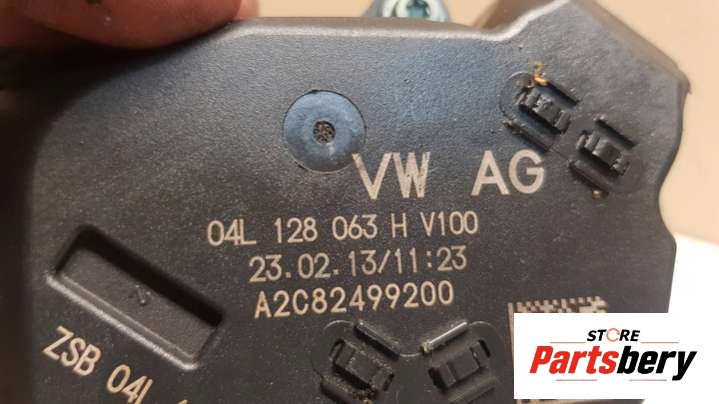 VW AG
04L 128 063 H V100
23.02.13/11:23
A2C82499200
ZSB 04L
STORE
Partsbery